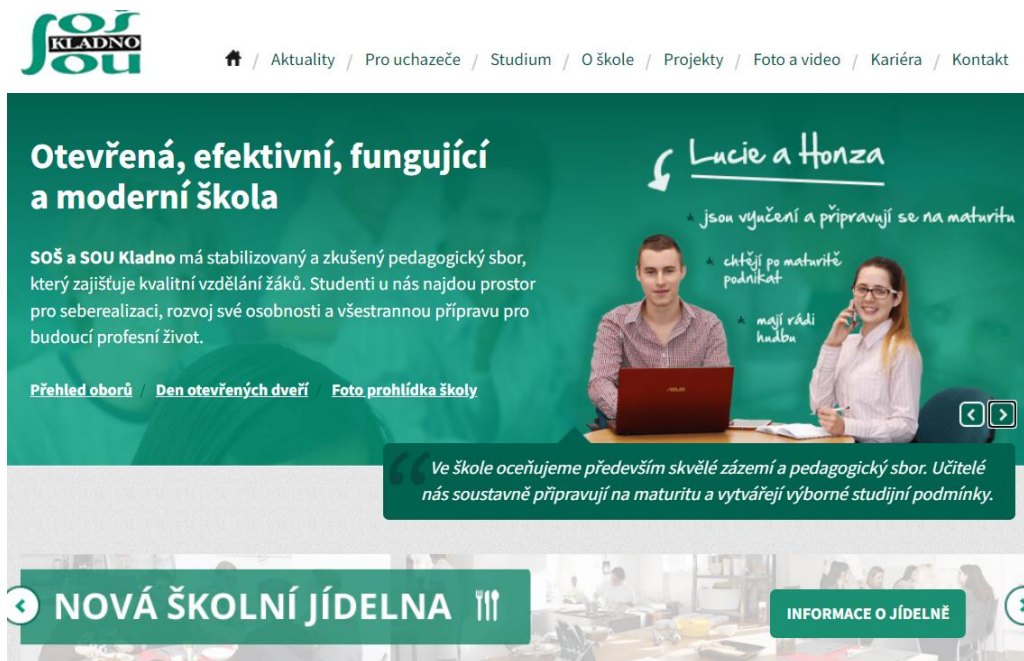 SOŠ
KLADNO
SOU
/ Aktuality / Pro uchazeče / Studium / O škole / Projekty / Foto a video / Kariéra / Kontakt
Otevřená, efektivní, fungující
a moderní škola
SOŠ a SOU Kladno má stabilizovaný a zkušený pedagogický sbor,
který zajišťuje kvalitní vzdělání žáků. Studenti u nás najdou prostor
pro seberealizaci, rozvoj své osobnosti a všestrannou přípravu pro
budoucí profesní život.
Přehled oborů / Den otevřených dveří / Foto prohlídka školy
Lucie a Honza
* jsou vyučení a připravují se na maturitu
* chtějí po maturitě
podnikat
* mají rádi
hudbu
ASUS
“ Ve škole oceňujeme především skvělé zázemí a pedagogický sbor. Učitelé
nás soustavně připravují na maturitu a vytvářejí výborné studijní podmínky.
NOVÁ ŠKOLNÍ JÍDELNA
INFORMACE O JÍDELNĚ